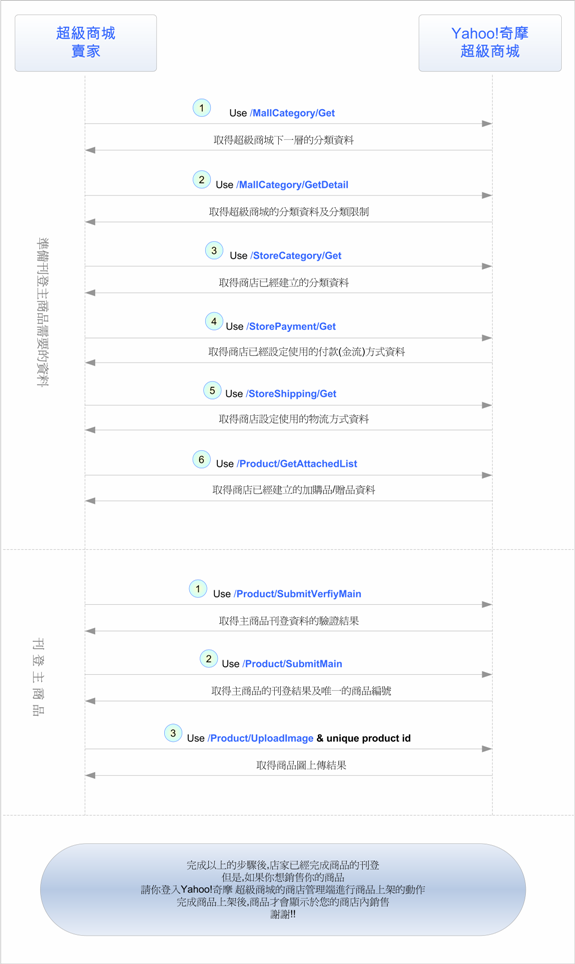 超級商城
賣家
Yahoo!奇摩
超級商城
準備刊登主商品需要的資料
1 Use /MallCategory/Get
取得超級商城下一層的分類資料
2 Use /MallCategory/GetDetail
取得超級商城的分類資料及分類限制
3 Use /StoreCategory/Get
取得商店已經建立的分類資料
4 Use /StorePayment/Get
取得商店已經設定使用的付款(金流)方式資料
5 Use /StoreShipping/Get
取得商店設定使用的物流方式資料
6 Use /Product/GetAttachedList
取得商店已經建立的加購品/贈品資料
刊登主商品
1 Use /Product/SubmitVerfiyMain
取得主商品刊登資料的驗證結果
2 Use /Product/SubmitMain
取得主商品的刊登結果及唯一的商品編號
3 Use /Product/UploadImage & unique product id
取得商品圖上傳結果
完成以上的步驟後,店家已經完成商品的刊登
但是,如果你想銷售你的商品
請你登入Yahoo!奇摩 超級商城的商店管理端進行商品上架的動作
完成商品上架後,商品才會顯示於您的商店內銷售
謝謝!!